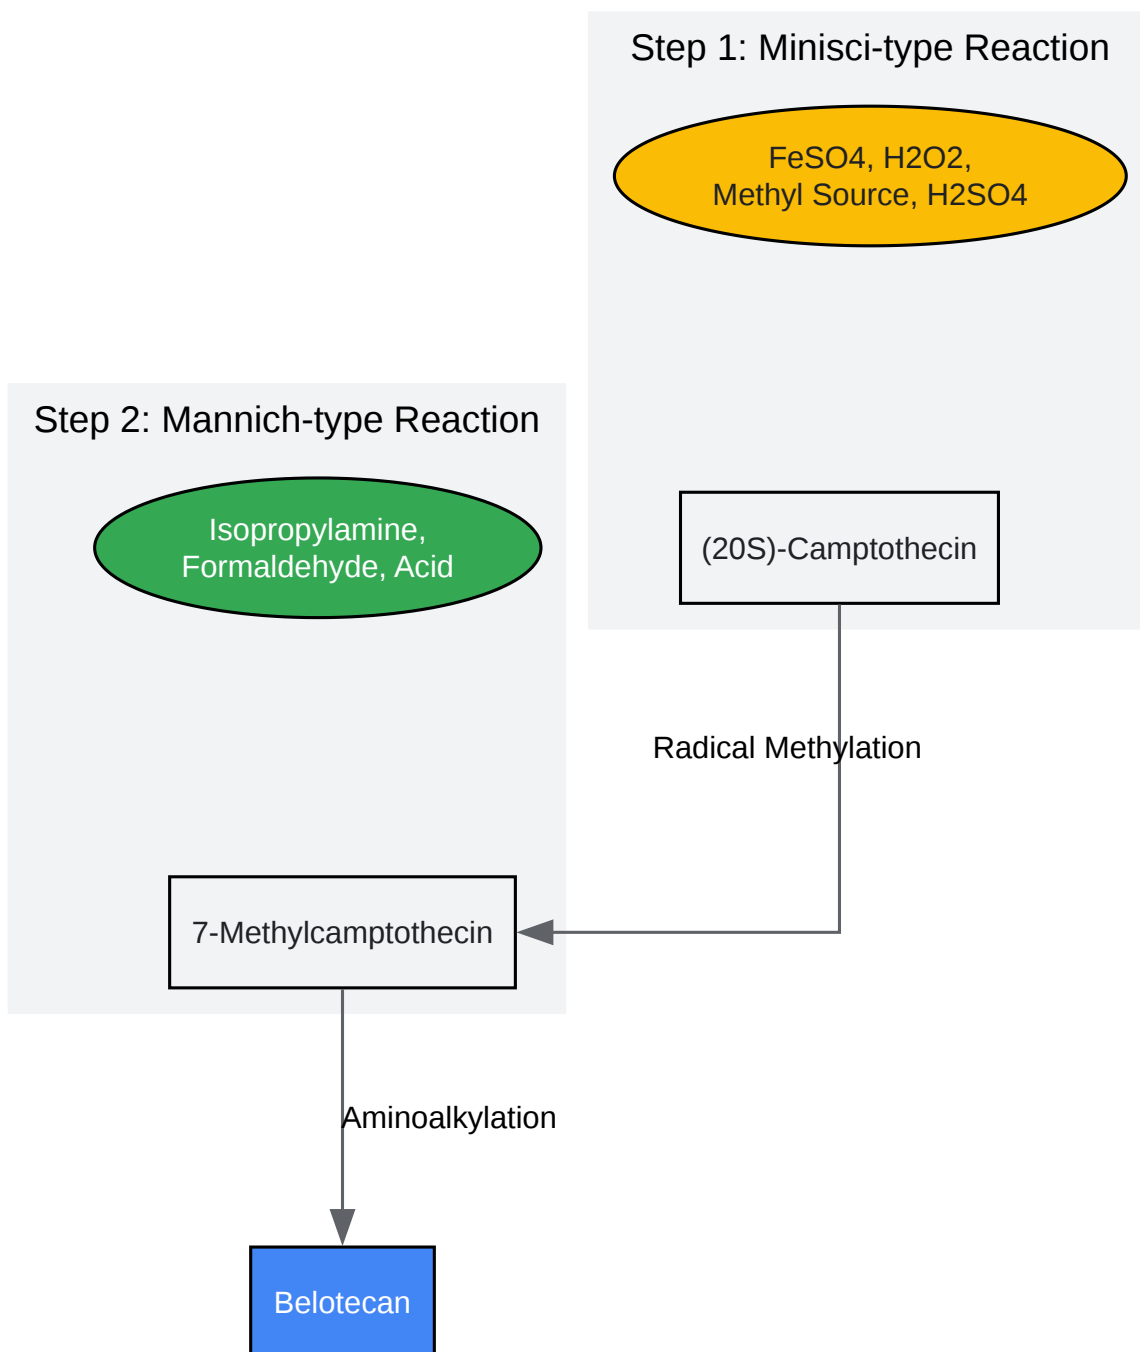 Step 1: Minisci-type Reaction
FeSO4, H2O2,
Methyl Source, H2SO4
(20S)-Camptothecin
Radical Methylation
Step 2: Mannich-type Reaction
Isopropylamine,
Formaldehyde, Acid
7-Methylcamptothecin
Aminoalkylation
Belotecan